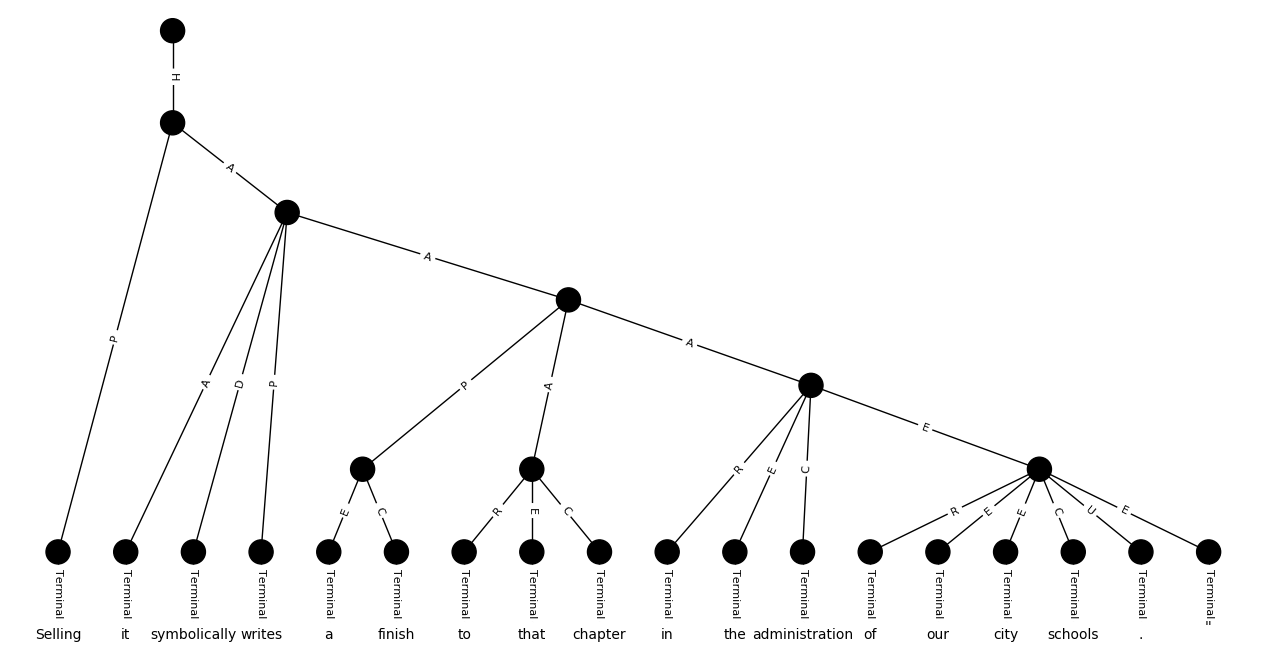 H
A
A
P
A
P
A
D
P
P
A
E
R
E
C
E
C
R
E
C
R
E
E
C
U
E
Terminal Terminal Terminal Terminal Terminal Terminal Terminal Terminal Terminal Terminal Terminal Terminal Terminal Terminal Terminal Terminal Terminal Terminal
Selling it symbolically writes a finish to that chapter in the administration of our city schools . "